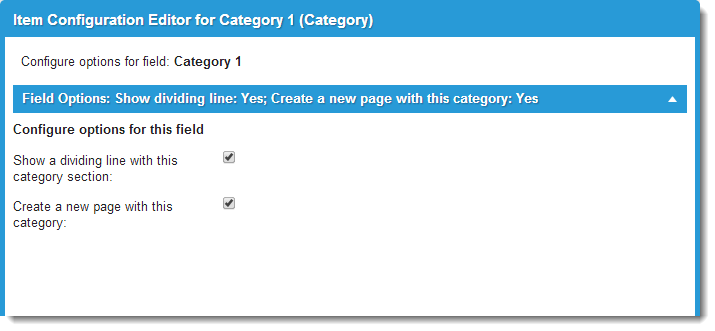 Item Configuration Editor for Category 1 (Category)
Configure options for field: Category 1
Field Options: Show dividing line: Yes; Create a new page with this category: Yes
Configure options for this field
Show a dividing line with this
category section:
Create a new page with this
category: